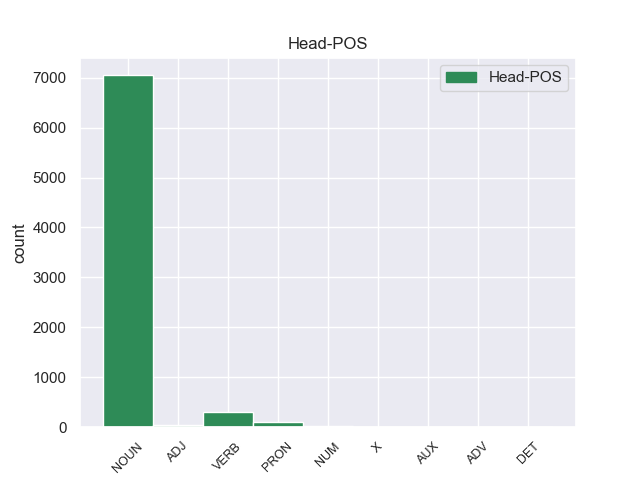 Head-POS
Head-POS
count
7000
6000
5000
4000
3000
2000
1000
0
NOUN
ADJ
VERB
PRON
NUM
X
AUX
ADV
DET